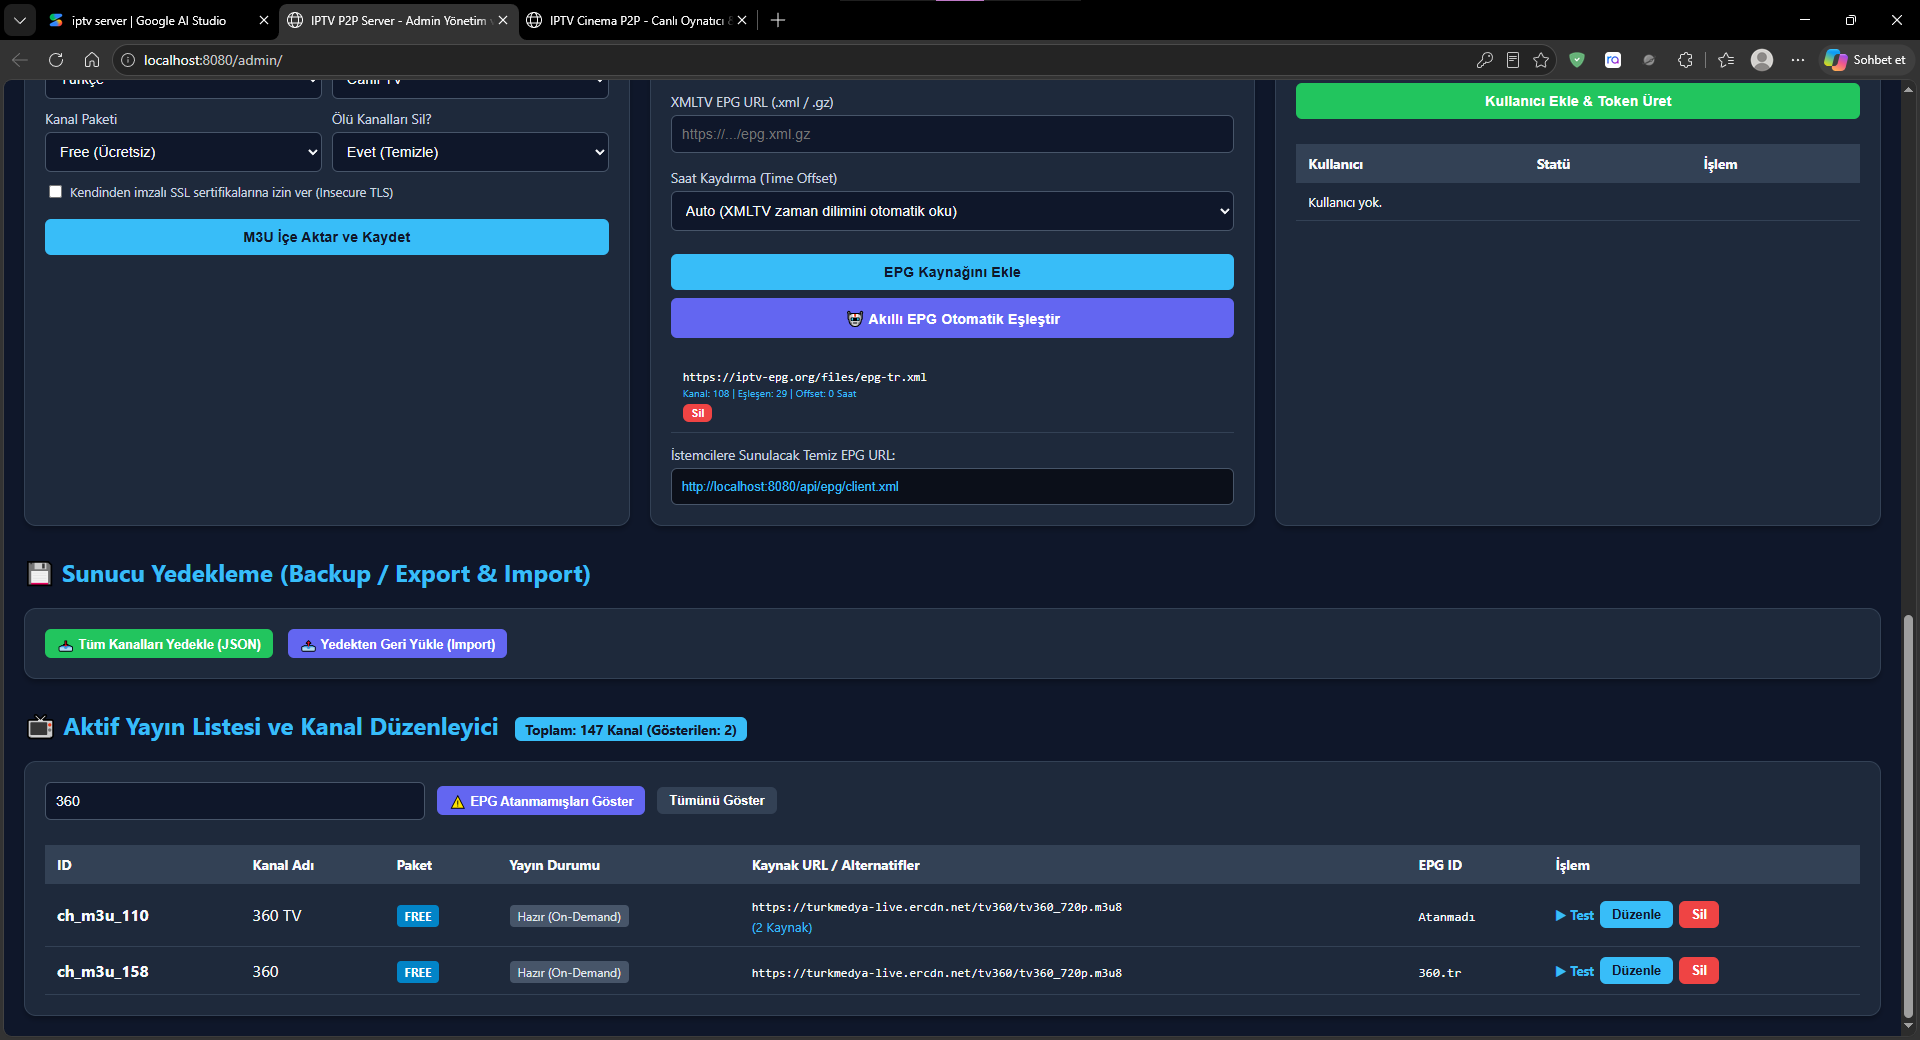 iptv server | Google AI Studio
IPTV P2P Server - Admin Yönetim
IPTV Cinema P2P - Canlı Oynatıcı
localhost:8080/admin/
Sohbet et
Türkçe
Canlı TV
Kanal Paketi
Ölü Kanalları Sil?
Free (Ücretsiz)
Evet (Temizle)
Kendinden imzalı SSL sertifikalarına izin ver (Insecure TLS)
M3U İçe Aktar ve Kaydet
XMLTV EPG URL (.xml / .gz)
https://.../epg.xml.gz
Saat Kaydırma (Time Offset)
Auto (XMLTV zaman dilimini otomatik oku)
EPG Kaynağını Ekle
Akıllı EPG Otomatik Eşleştir
https://iptv-epg.org/files/epg-tr.xml
Kanal: 108 | Eşleşen: 29 | Offset: 0 Saat
Sil
İstemcilere Sunulacak Temiz EPG URL:
http://localhost:8080/api/epg/client.xml
Kullanıcı Ekle & Token Üret
Kullanıcı Statü İşlem
Kullanıcı yok.
Sunucu Yedekleme (Backup / Export & Import)
Tüm Kanalları Yedekle (JSON)
Yedekten Geri Yükle (Import)
Aktif Yayın Listesi ve Kanal Düzenleyici
Toplam: 147 Kanal (Gösterilen: 2)
360
EPG Atanmamışları Göster
Tümünü Göster
ID Kanal Adı Paket Yayın Durumu Kaynak URL / Alternatifler EPG ID İşlem
ch_m3u_110 360 TV FREE Hazır (On-Demand) https://turkmedya-live.ercdn.net/tv360/tv360_720p.m3u8 Atanmadı Test Düzenle Sil
(2 Kaynak)
ch_m3u_158 360 FREE Hazır (On-Demand) https://turkmedya-live.ercdn.net/tv360/tv360_720p.m3u8 360.tr Test Düzenle Sil